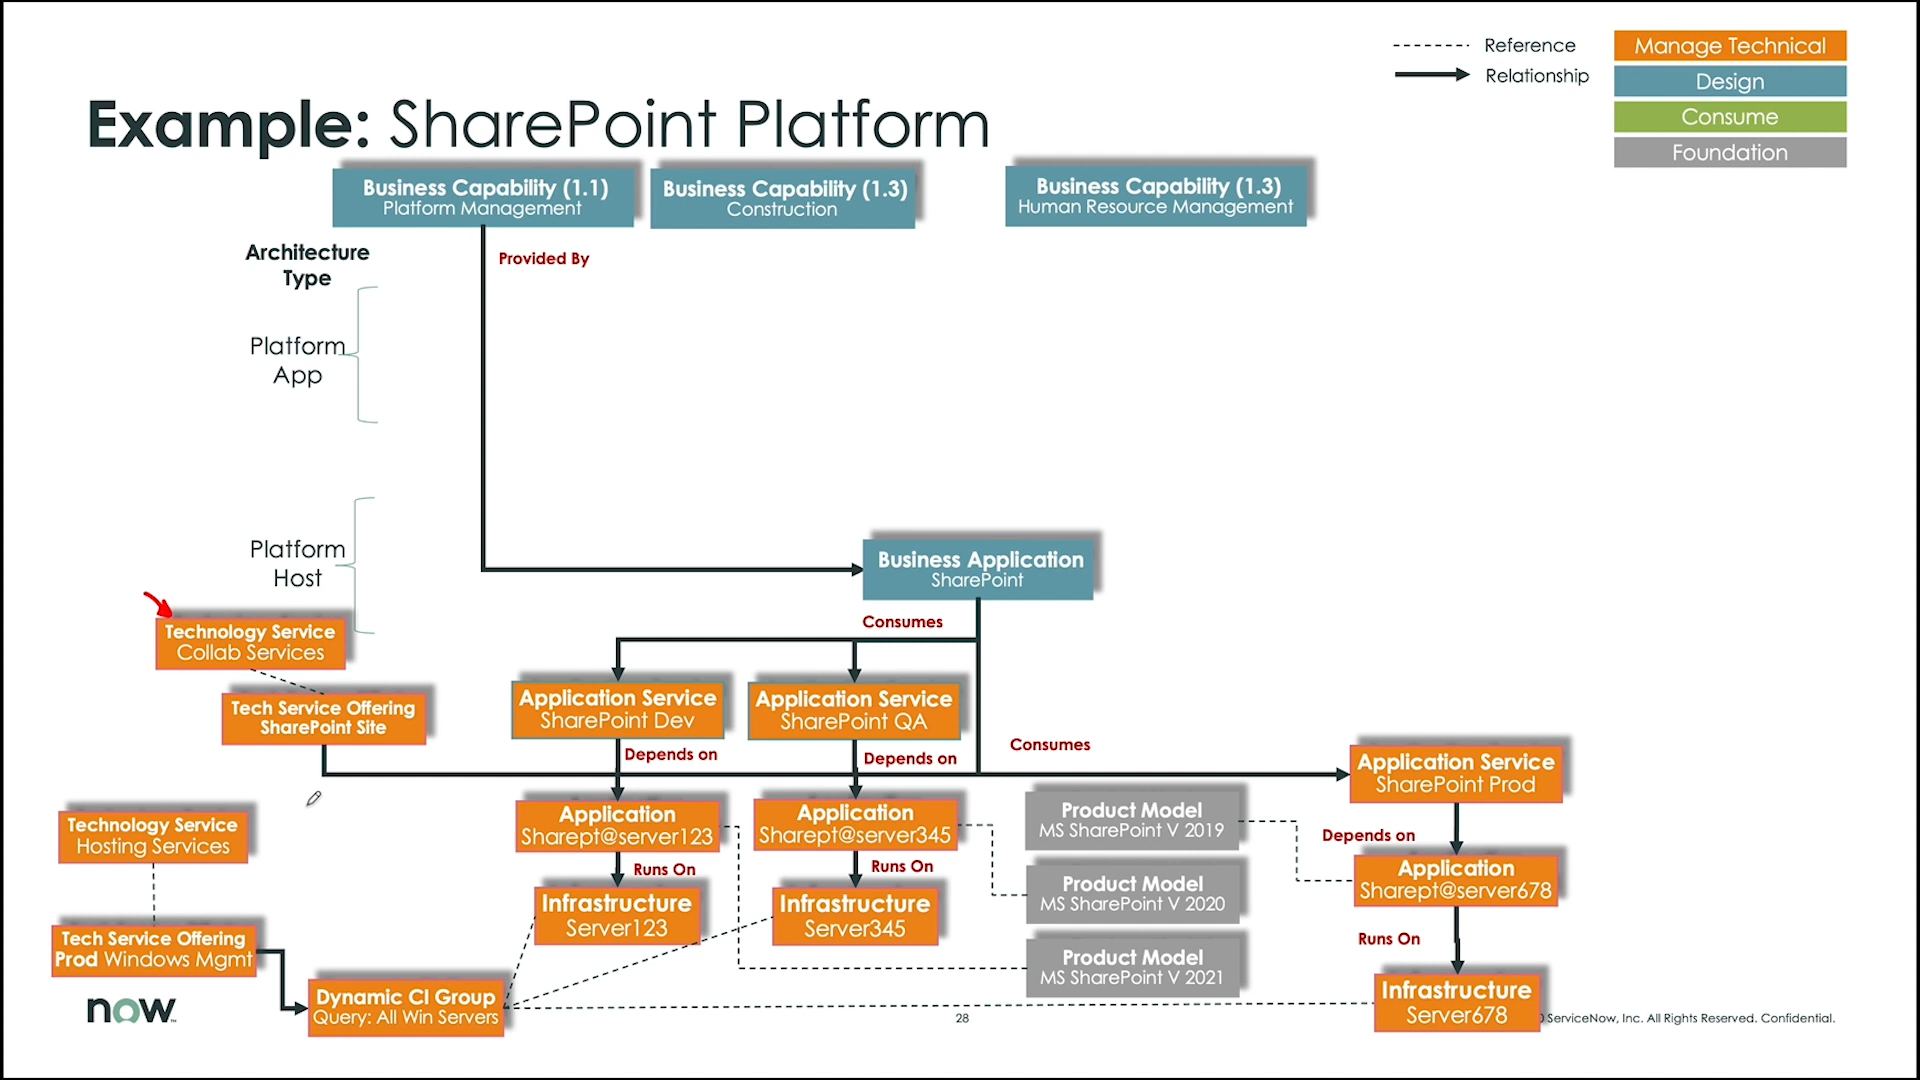 Reference
Relationship
Manage Technical
Design
Consume
Foundation
Example: SharePoint Platform
Business Capability (1.1)
Platform Management
Business Capability (1.3)
Construction
Business Capability (1.3)
Human Resource Management
Architecture
Type
Provided By
Platform
App
Platform
Host
Business Application
SharePoint
Consumes
Technology Service
Collab Services
Tech Service Offering
SharePoint Site
Application Service
SharePoint Dev
Application Service
SharePoint QA
Depends on
Depends on
Consumes
Application Service
SharePoint Prod
Technology Service
Hosting Services
Application
Sharept@server123
Application
Sharept@server345
Product Model
MS SharePoint V 2019
Depends on
Application
Sharept@server678
Runs On
Runs On
Product Model
MS SharePoint V 2020
Infrastructure
Server123
Infrastructure
Server345
Tech Service Offering
Prod Windows Mgmt
Runs On
Product Model
MS SharePoint V 2021
Dynamic CI Group
Query: All Win Servers
Infrastructure
Server678
now
28
ServiceNow, Inc. All Rights Reserved. Confidential.